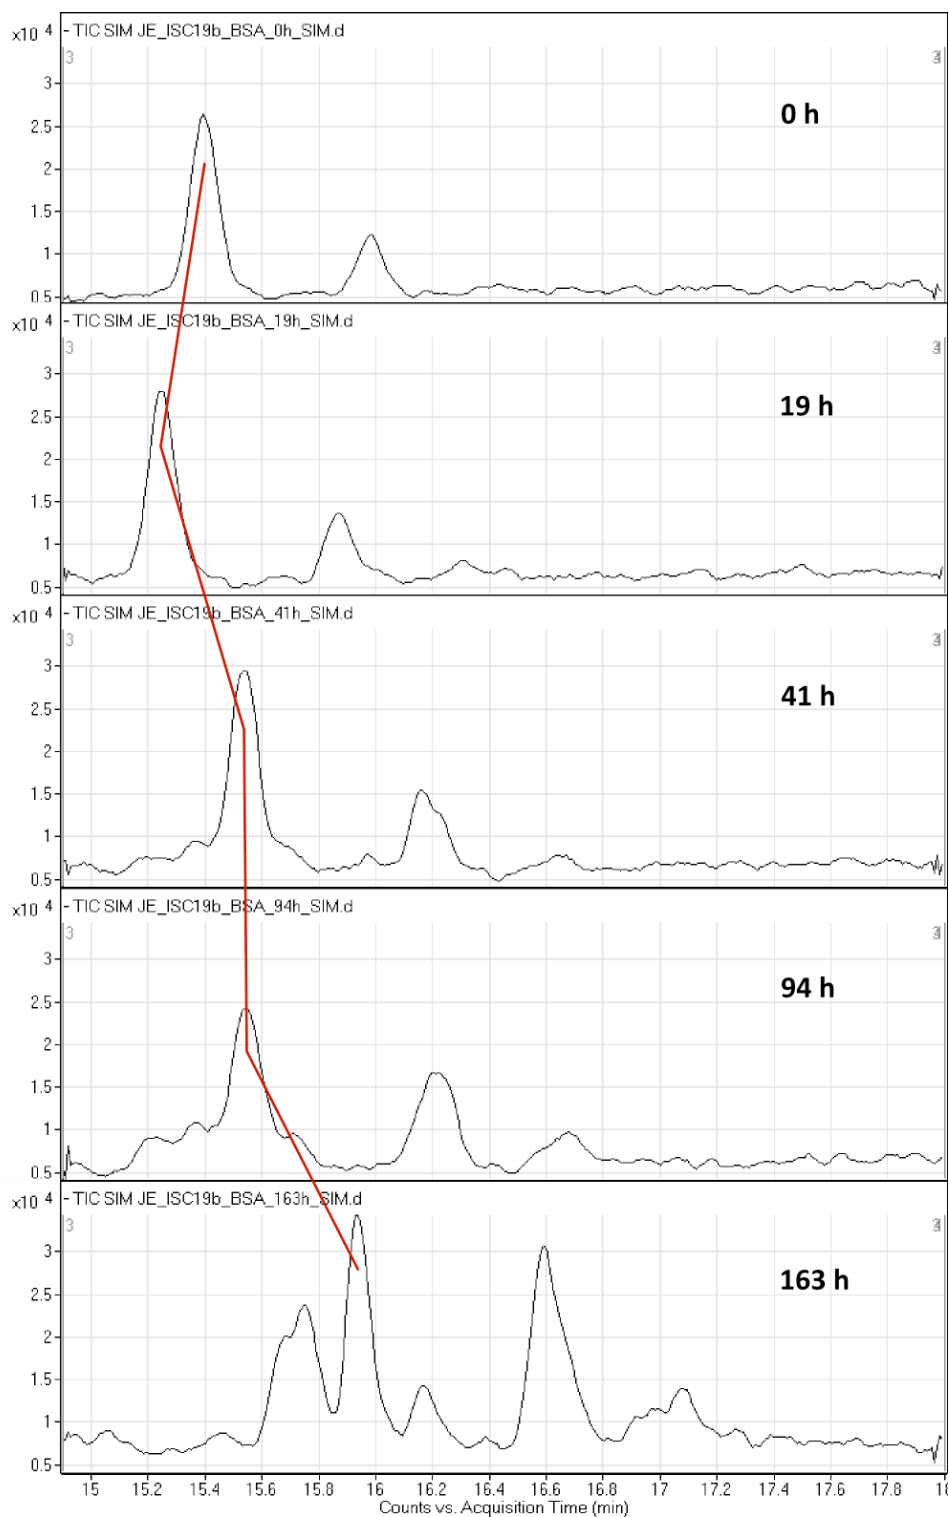 x10 4 - TIC SIM JE_ISC19b_BSA_0h_SIM.d
3
3
0 h
2.5
2
1.5
1
0.5
x10 4 - TIC SIM JE_ISC19b_BSA_19h_SIM.d
3
3
19 h
2.5
2
1.5
1
0.5
x10 4 - TIC SIM JE_ISC19b_BSA_41h_SIM.d
3
3
41 h
2.5
2
1.5
1
0.5
x10 4 - TIC SIM JE_ISC19b_BSA_94h_SIM.d
3
3
94 h
2.5
2
1.5
1
0.5
x10 4 - TIC SIM JE_ISC19b_BSA_163h_SIM.d
3
3
163 h
2.5
2
1.5
1
0.5
15 15.2 15.4 15.6 15.8 16 16.2 16.4 16.6 16.8 17 17.2 17.4 17.6 17.8
Counts vs. Acquisition Time (min)